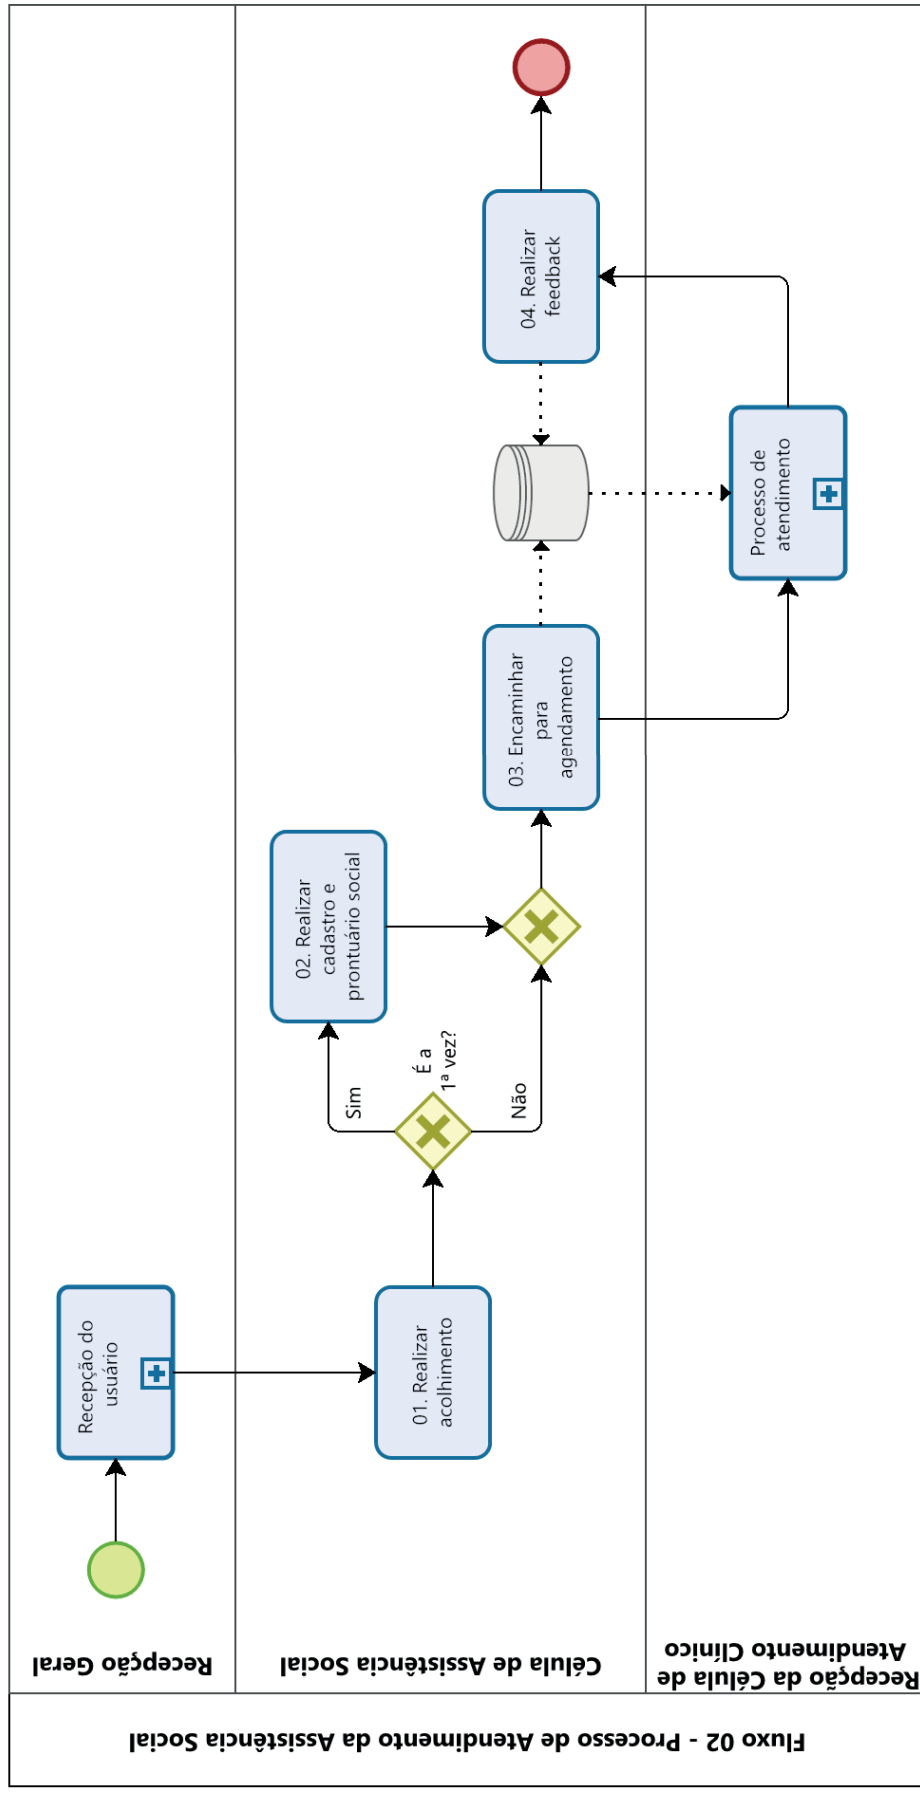 Fluxo 02 - Processo de Atendimento da Assistência Social
Recepção Geral
Recepção do
usuário
Célula de Assistência Social
01. Realizar
acolhimento
É a
1ª vez?
Sim
Não
02. Realizar
cadastro e
prontuário social
03. Encaminhar
para
agendamento
04. Realizar
feedback
Recepção da Célula de
Atendimento Clínico
Processo de
atendimento